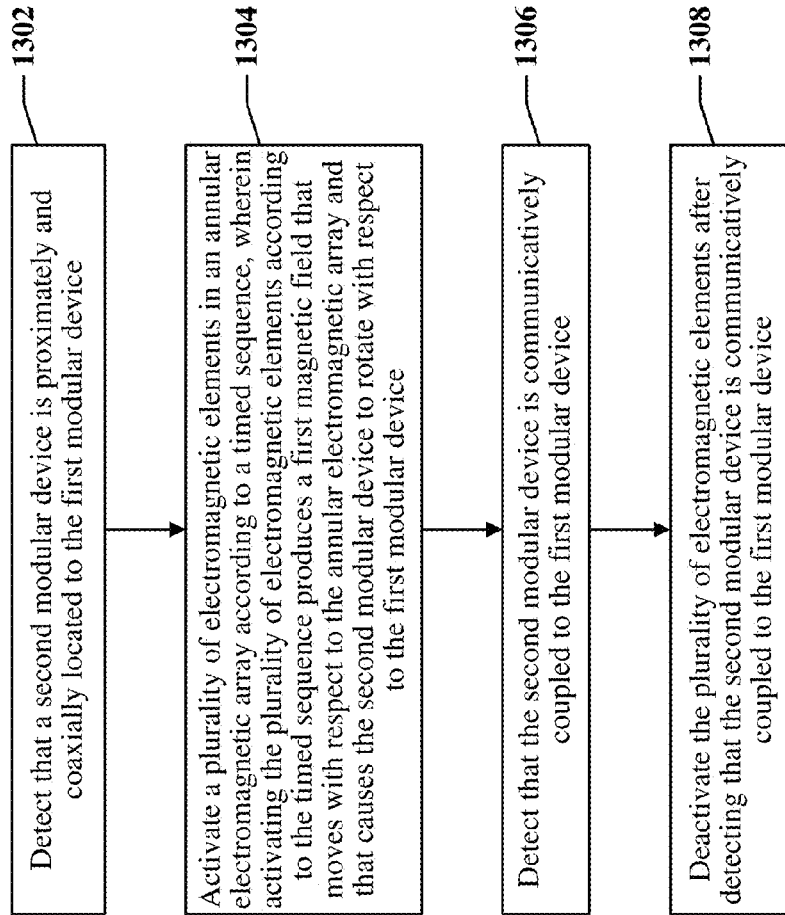 1302
Detect that a second modular device is proximately and
coaxially located to the first modular device
1304
Activate a plurality of electromagnetic elements in an annular
electromagnetic array according to a timed sequence, wherein
activating the plurality of electromagnetic elements according
to the timed sequence produces a first magnetic field that
moves with respect to the annular electromagnetic array and
that causes the second modular device to rotate with respect
to the first modular device
1306
Detect that the second modular device is communicatively
coupled to the first modular device
1308
Deactivate the plurality of electromagnetic elements after
detecting that the second modular device is communicatively
coupled to the first modular device